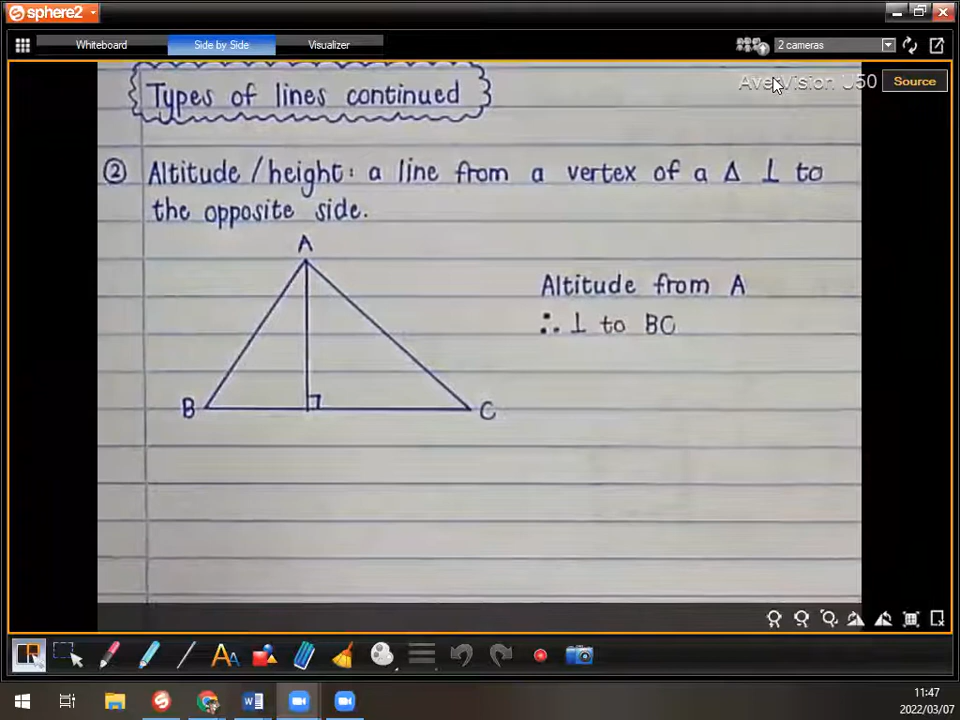 sphere2
Whiteboard
Side by Side
Visualizer
2 cameras
AverVision U50
Source
Types of lines continued
② Altitude / height: a line from a vertex of a Δ ⊥ to
the opposite side.
A
Altitude from A
∴ ⊥ to BC
B
C
11:47
2022/03/07